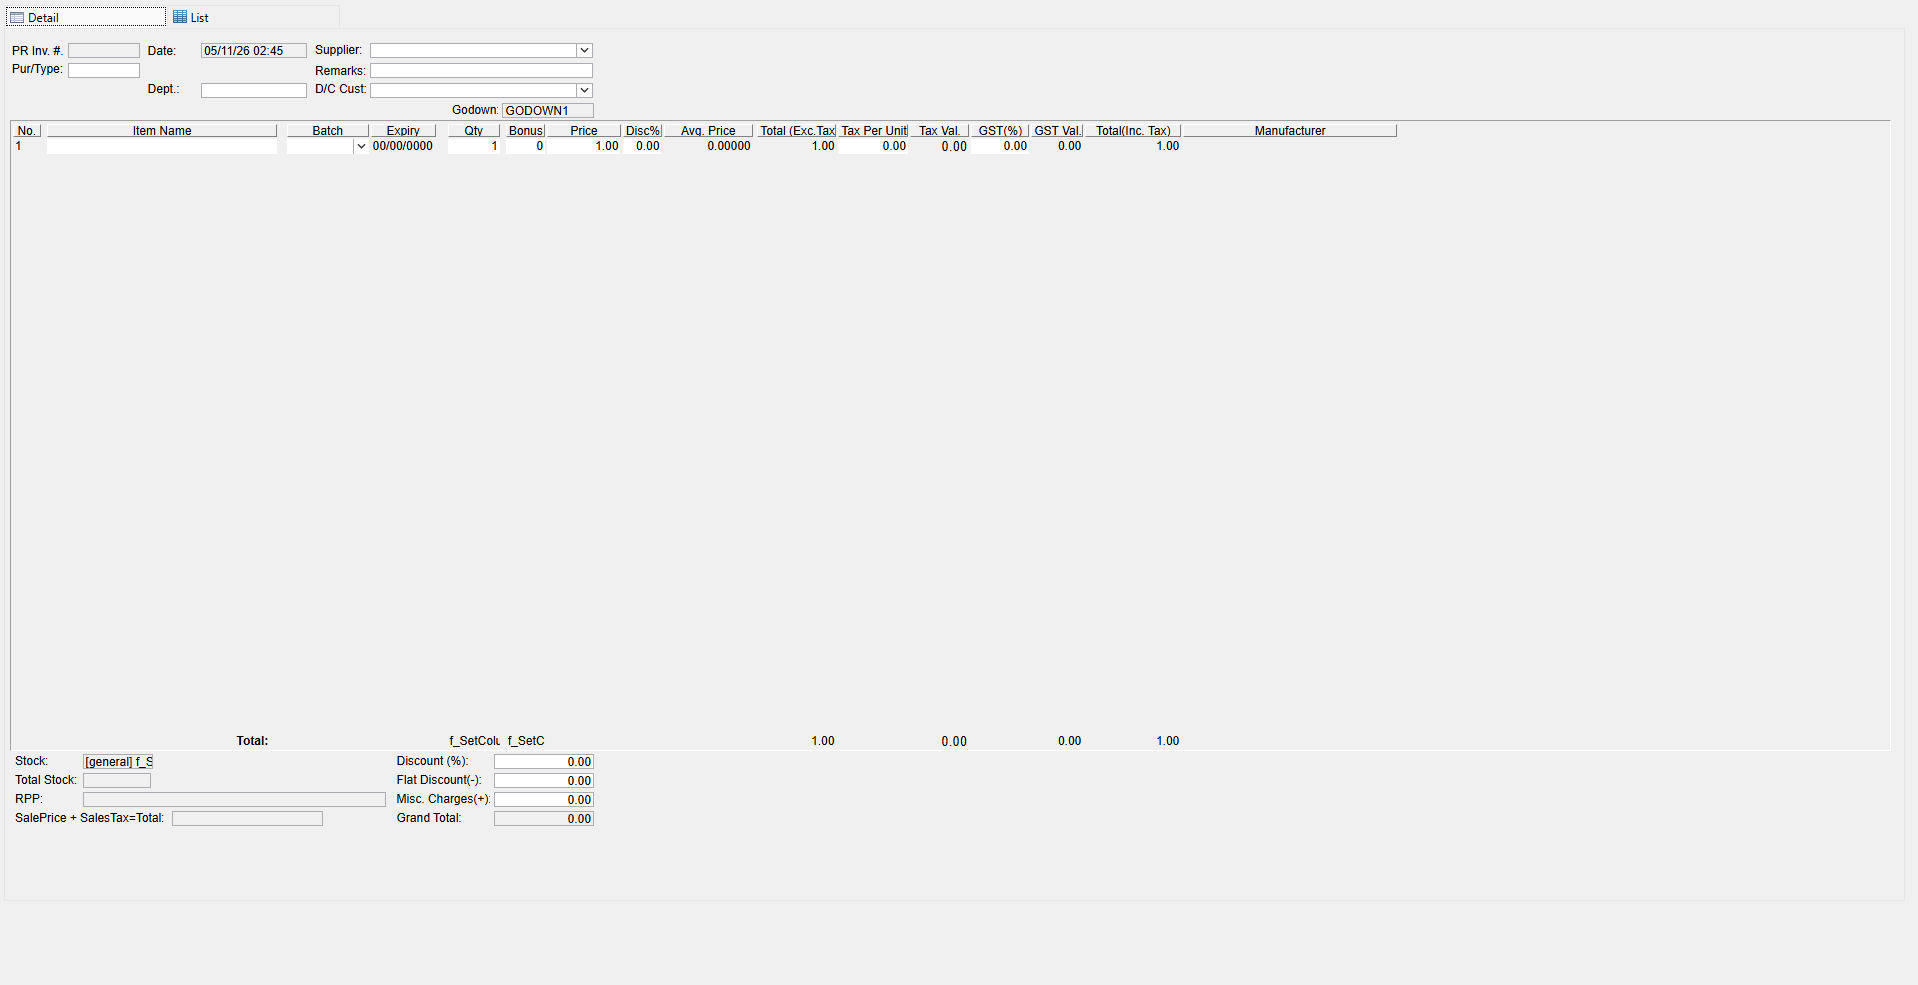 Detail List
PR Inv. #. Date: 05/11/26 02:45 Supplier:
Pur/Type: Remarks:
Dept.: D/C Cust:
Godown: GODOWN1
No. Item Name Batch Expiry Qty Bonus Price Disc% Avg. Price Total (Exc.Tax Tax Per Unit Tax Val. GST(%) GST Val. Total(Inc. Tax) Manufacturer
1 00/00/0000 1 0 1.00 0.00 0.00000 1.00 0.00 0.00 0.00 0.00 1.00
Total: f_SetColu f_SetC 1.00 0.00 0.00 1.00
Stock: [general] f_S Discount (%): 0.00
Total Stock: Flat Discount(-): 0.00
RPP: Misc. Charges(+): 0.00
SalePrice + SalesTax=Total: Grand Total: 0.00